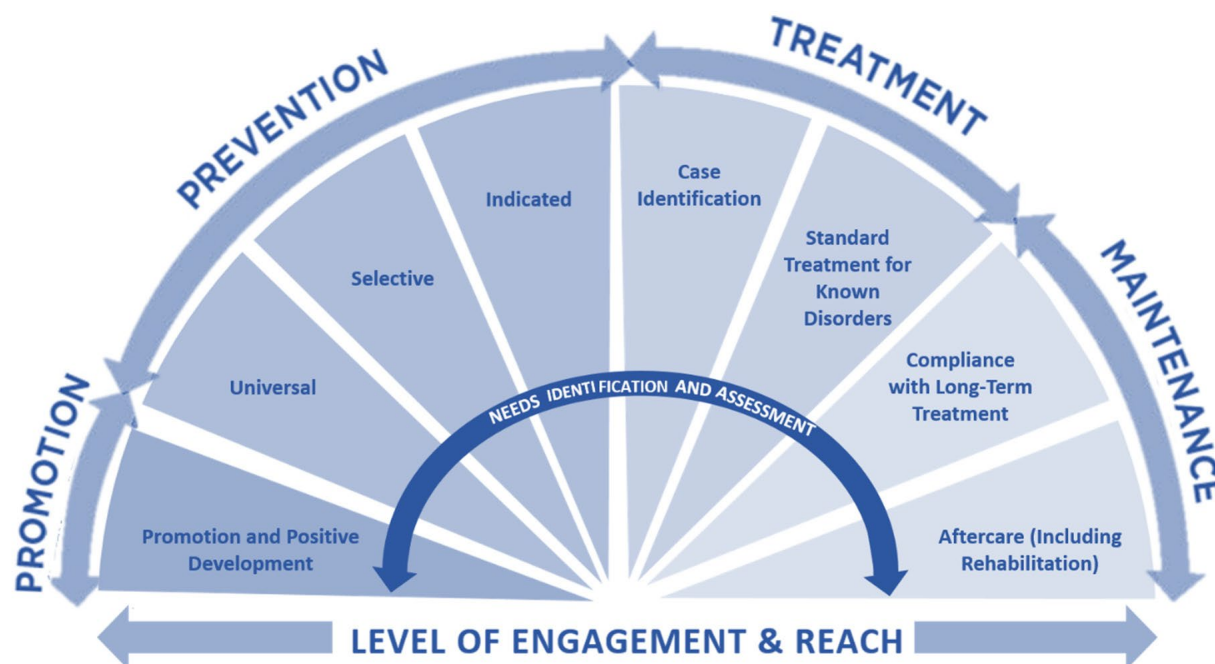 PROMOTION
PREVENTION
TREATMENT
MAINTENANCE
Promotion and Positive
Development
Universal
Selective
Indicated
Case
Identification
Standard
Treatment for
Known
Disorders
Compliance
with Long-Term
Treatment
Aftercare (Including
Rehabilitation)
NEEDS IDENTIFICATION AND ASSESSMENT
LEVEL OF ENGAGEMENT & REACH